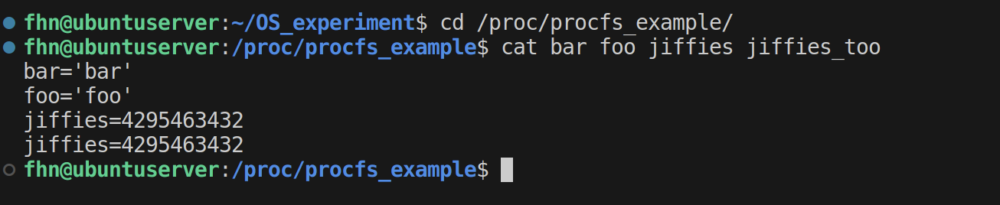 fhn@ubuntuserver:~/OS_experiment$ cd /proc/procfs_example/
fhn@ubuntuserver:/proc/procfs_example$ cat bar foo jiffies jiffies_too
bar='bar'
foo='foo'
jiffies=4295463432
jiffies=4295463432
fhn@ubuntuserver:/proc/procfs_example$